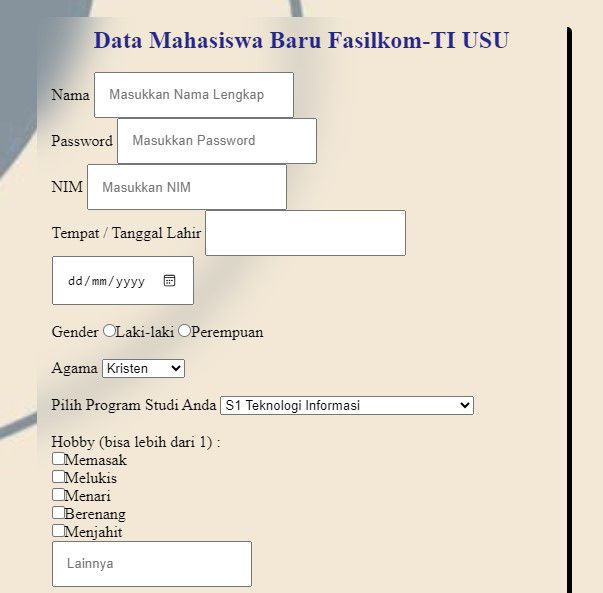 Data Mahasiswa Baru Fasilkom-TI USU
Nama Masukkan Nama Lengkap
Password Masukkan Password
NIM Masukkan NIM
Tempat / Tanggal Lahir
dd/mm/yyyy
Gender Laki-laki Perempuan
Agama Kristen
Pilih Program Studi Anda S1 Teknologi Informasi
Hobby (bisa lebih dari 1) :
Memasak
Melukis
Menari
Berenang
Menjahit
Lainnya